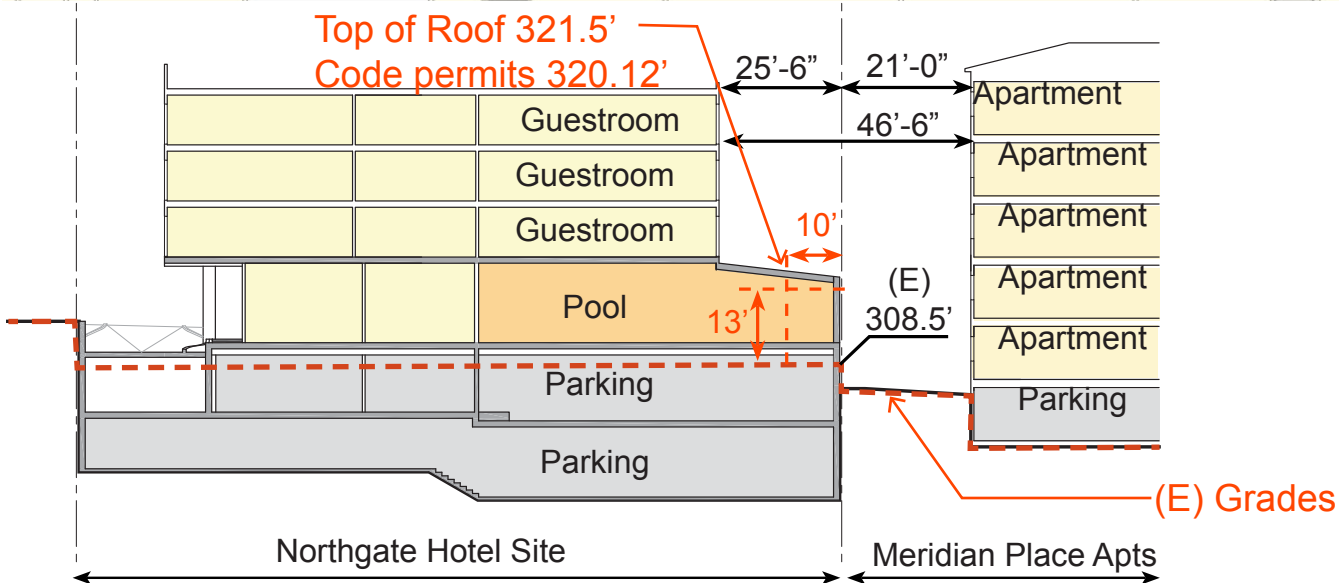 Top of Roof 321.5’
Code permits 320.12’
25’-6”
21’-0”
46’-6”
Guestroom
Guestroom
Guestroom
Apartment
Apartment
Apartment
Apartment
Apartment
10’
Pool
13’
(E)
308.5’
Parking
Parking
Parking
(E) Grades
Northgate Hotel Site
Meridian Place Apts